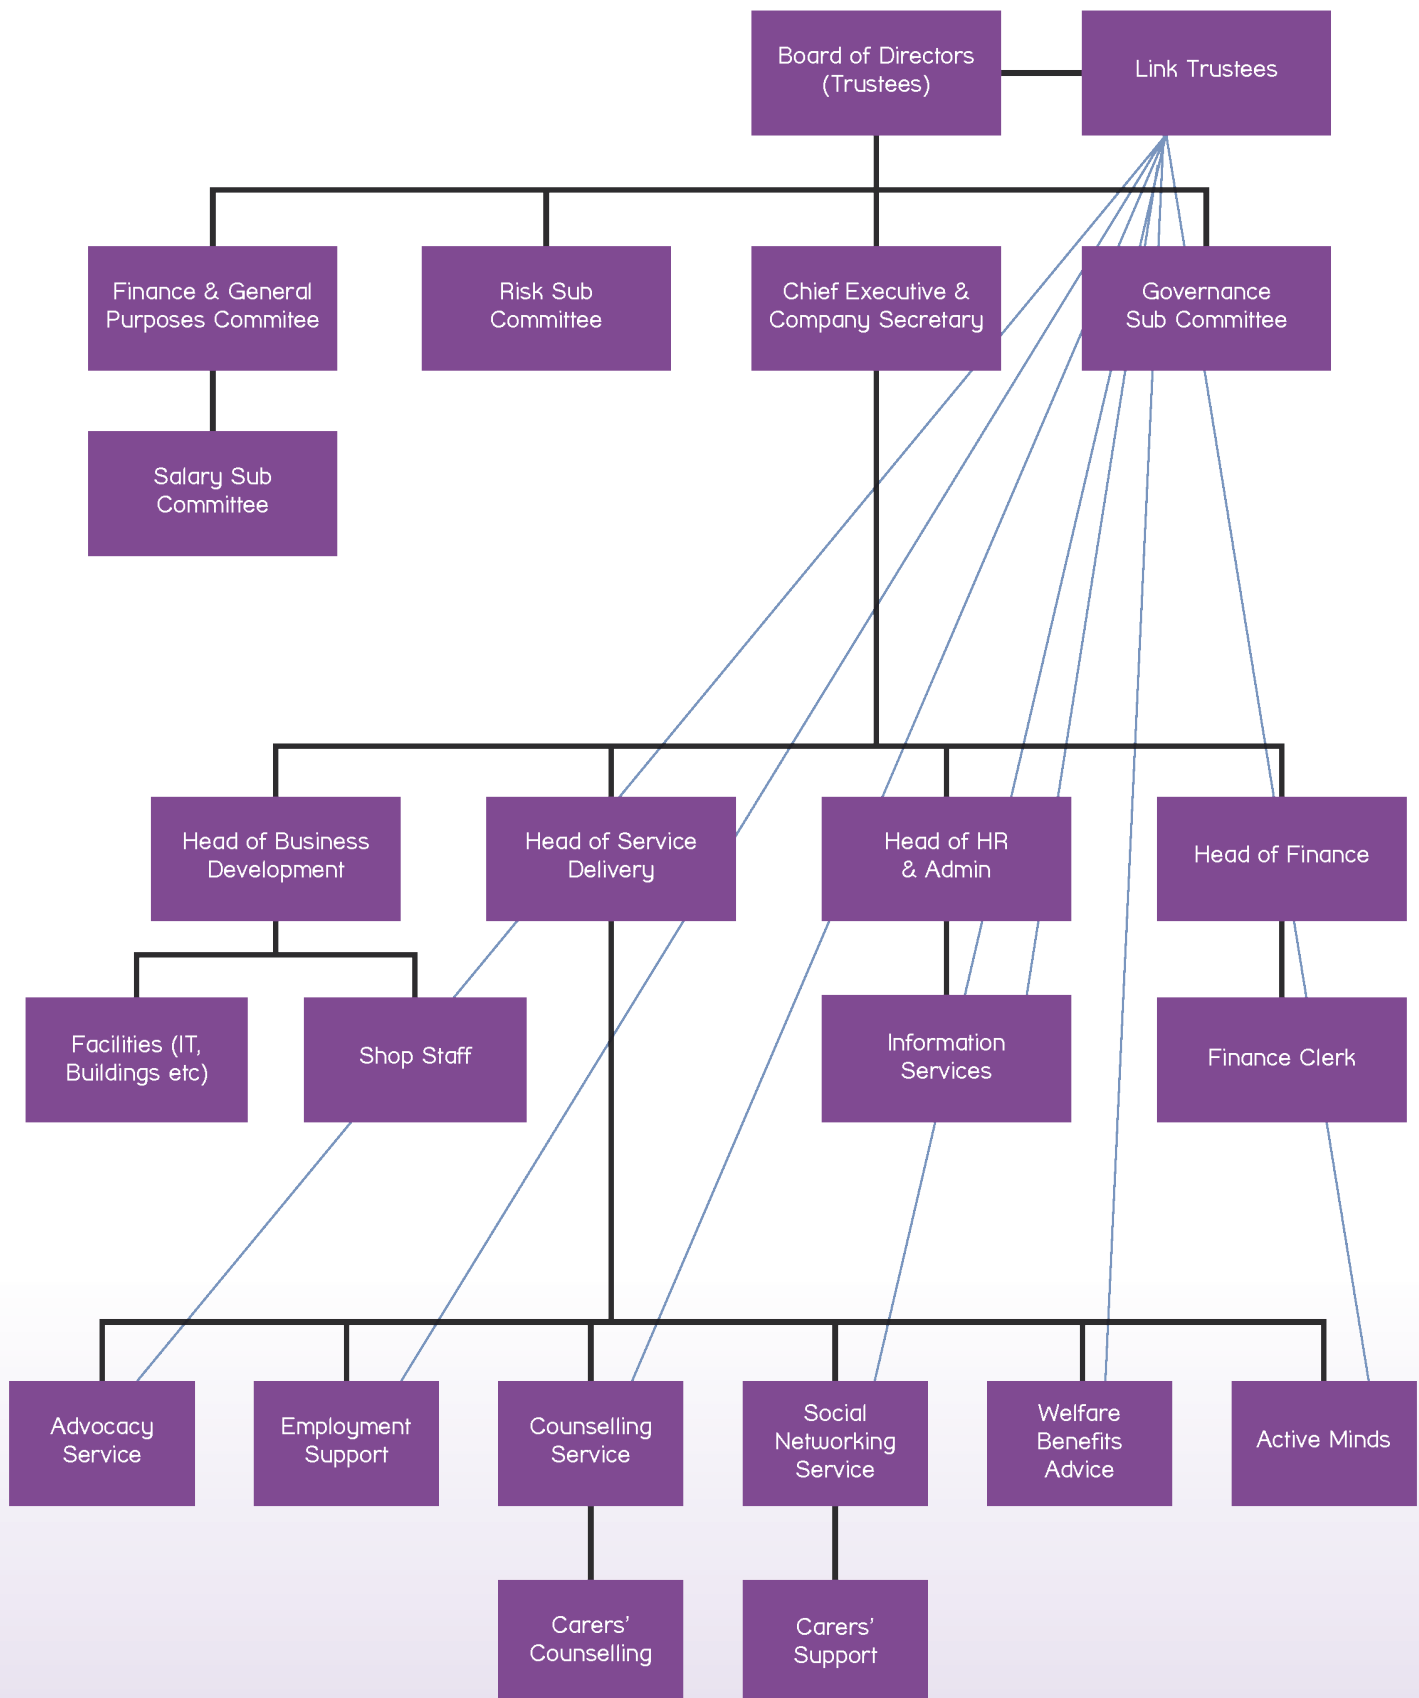 Board of Directors
(Trustees)
Link Trustees
Finance & General
Purposes Commitee
Risk Sub
Committee
Chief Executive &
Company Secretary
Governance
Sub Committee
Salary Sub
Committee
Head of Business
Development
Head of Service
Delivery
Head of HR
& Admin
Head of Finance
Facilities (IT,
Buildings etc)
Shop Staff
Information
Services
Finance Clerk
Advocacy
Service
Employment
Support
Counselling
Service
Social
Networking
Service
Welfare
Benefits
Advice
Active Minds
Carers'
Counselling
Carers'
Support